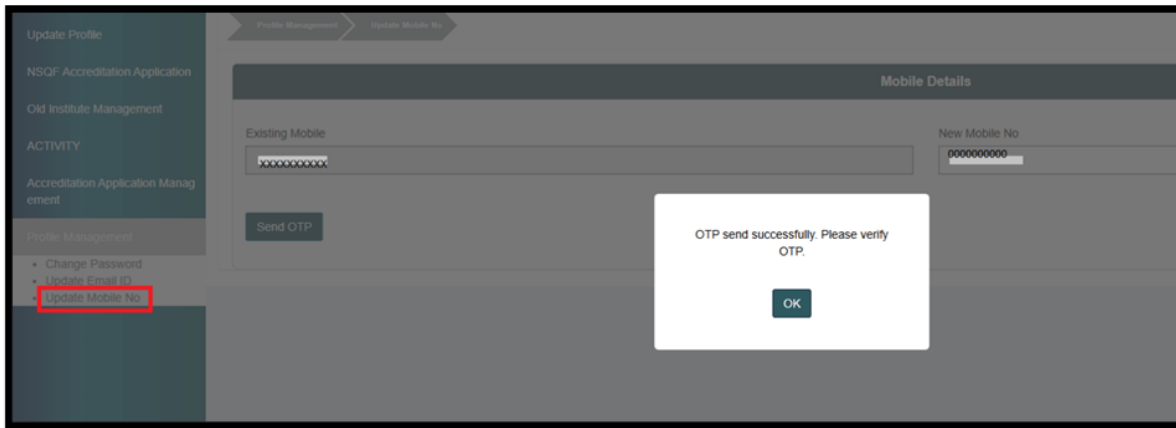 Update Profile
NSQF Accreditation Application
Old Institute Management
ACTIVITY
Accreditation Application Manag
ement
Profile Management
Change Password
Update Email ID
Update Mobile No
Profile Management
Update Mobile No
Mobile Details
Existing Mobile
XXXXXXXXXX
New Mobile No
0000000000
Send OTP
OTP send successfully. Please verify
OTP.
OK